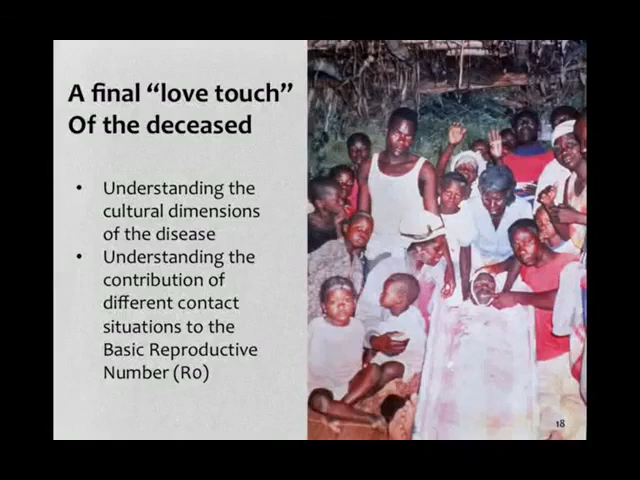 A final “love touch”
Of the deceased
• Understanding the
cultural dimensions
of the disease
• Understanding the
contribution of
different contact
situations to the
Basic Reproductive
Number (R0)
18